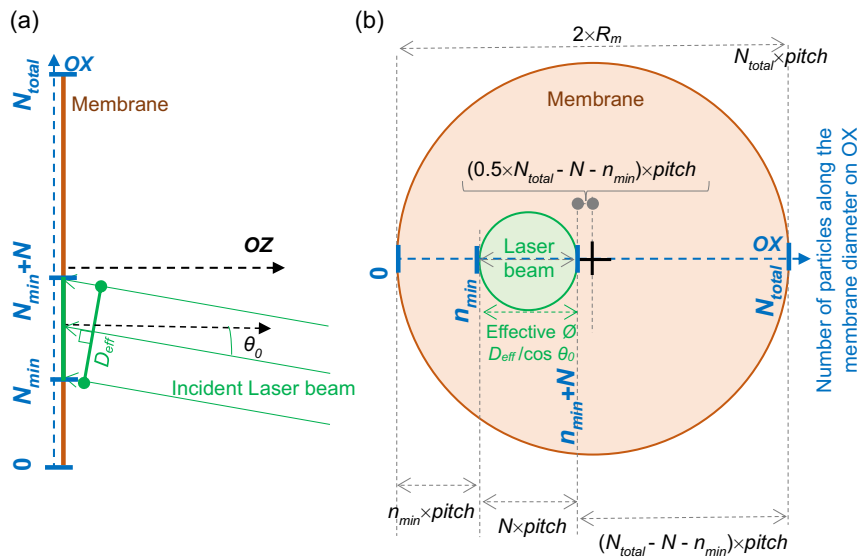 (a)
OX
N_total
Membrane
N_min+N
OZ
D_eff
θ_0
N_min
Incident Laser beam
0
(b)
2×R_m
N_total×pitch
Membrane
(0.5×N_total - N - n_min)×pitch
Laser
beam
OX
0
n_min
N_total
Effective Ø
D_eff/cos θ_0
n_min+N
n_min×pitch
N×pitch
(N_total - N - n_min)×pitch
Number of particles along the
membrane diameter on OX